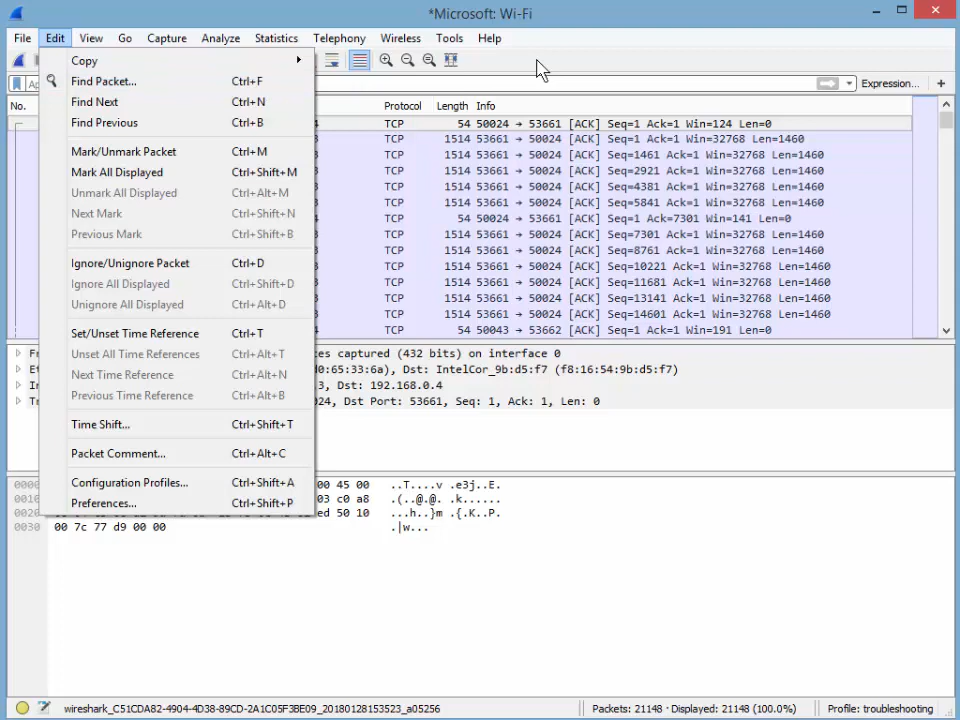 *Microsoft: Wi-Fi
File Edit View Go Capture Analyze Statistics Telephony Wireless Tools Help
Ap Expression... +
Copy
Find Packet... Ctrl+F
Find Next Ctrl+N
Find Previous Ctrl+B
Mark/Unmark Packet Ctrl+M
Mark All Displayed Ctrl+Shift+M
Unmark All Displayed Ctrl+Alt+M
Next Mark Ctrl+Shift+N
Previous Mark Ctrl+Shift+B
Ignore/Unignore Packet Ctrl+D
Ignore All Displayed Ctrl+Shift+D
Unignore All Displayed Ctrl+Alt+D
Set/Unset Time Reference Ctrl+T
Unset All Time References Ctrl+Alt+T
Next Time Reference Ctrl+Alt+N
Previous Time Reference Ctrl+Alt+B
Time Shift... Ctrl+Shift+T
Packet Comment... Ctrl+Alt+C
Configuration Profiles... Ctrl+Shift+A
Preferences... Ctrl+Shift+P
No. Protocol Length Info
4 TCP 54 50024 → 53661 [ACK] Seq=1 Ack=1 Win=124 Len=0
TCP 1514 53661 → 50024 [ACK] Seq=1 Ack=1 Win=32768 Len=1460
TCP 1514 53661 → 50024 [ACK] Seq=1461 Ack=1 Win=32768 Len=1460
TCP 1514 53661 → 50024 [ACK] Seq=2921 Ack=1 Win=32768 Len=1460
TCP 1514 53661 → 50024 [ACK] Seq=4381 Ack=1 Win=32768 Len=1460
TCP 1514 53661 → 50024 [ACK] Seq=5841 Ack=1 Win=32768 Len=1460
4 TCP 54 50024 → 53661 [ACK] Seq=1 Ack=7301 Win=141 Len=0
TCP 1514 53661 → 50024 [ACK] Seq=7301 Ack=1 Win=32768 Len=1460
TCP 1514 53661 → 50024 [ACK] Seq=8761 Ack=1 Win=32768 Len=1460
TCP 1514 53661 → 50024 [ACK] Seq=10221 Ack=1 Win=32768 Len=1460
TCP 1514 53661 → 50024 [ACK] Seq=11681 Ack=1 Win=32768 Len=1460
TCP 1514 53661 → 50024 [ACK] Seq=13141 Ack=1 Win=32768 Len=1460
TCP 1514 53661 → 50024 [ACK] Seq=14601 Ack=1 Win=32768 Len=1460
4 TCP 54 50043 → 53662 [ACK] Seq=1 Ack=1 Win=191 Len=0
Fr es captured (432 bits) on interface 0
Et d0:65:33:6a), Dst: IntelCor_9b:d5:f7 (f8:16:54:9b:d5:f7)
In .3, Dst: 192.168.0.4
Tr 024, Dst Port: 53661, Seq: 1, Ack: 1, Len: 0
0000 00 45 00 ..T....v .e3j..E.
0010 03 c0 a8 .(..@.@. .k......
0020 ed 50 10 ...h..}m .{.K..P.
0030 00 7c 77 d9 00 00 .|w...
wireshark_C51CDA82-4904-4D38-89CD-2A1C05F3BE09_20180128153523_a05256 Packets: 21148 · Displayed: 21148 (100.0%) Profile: troubleshooting